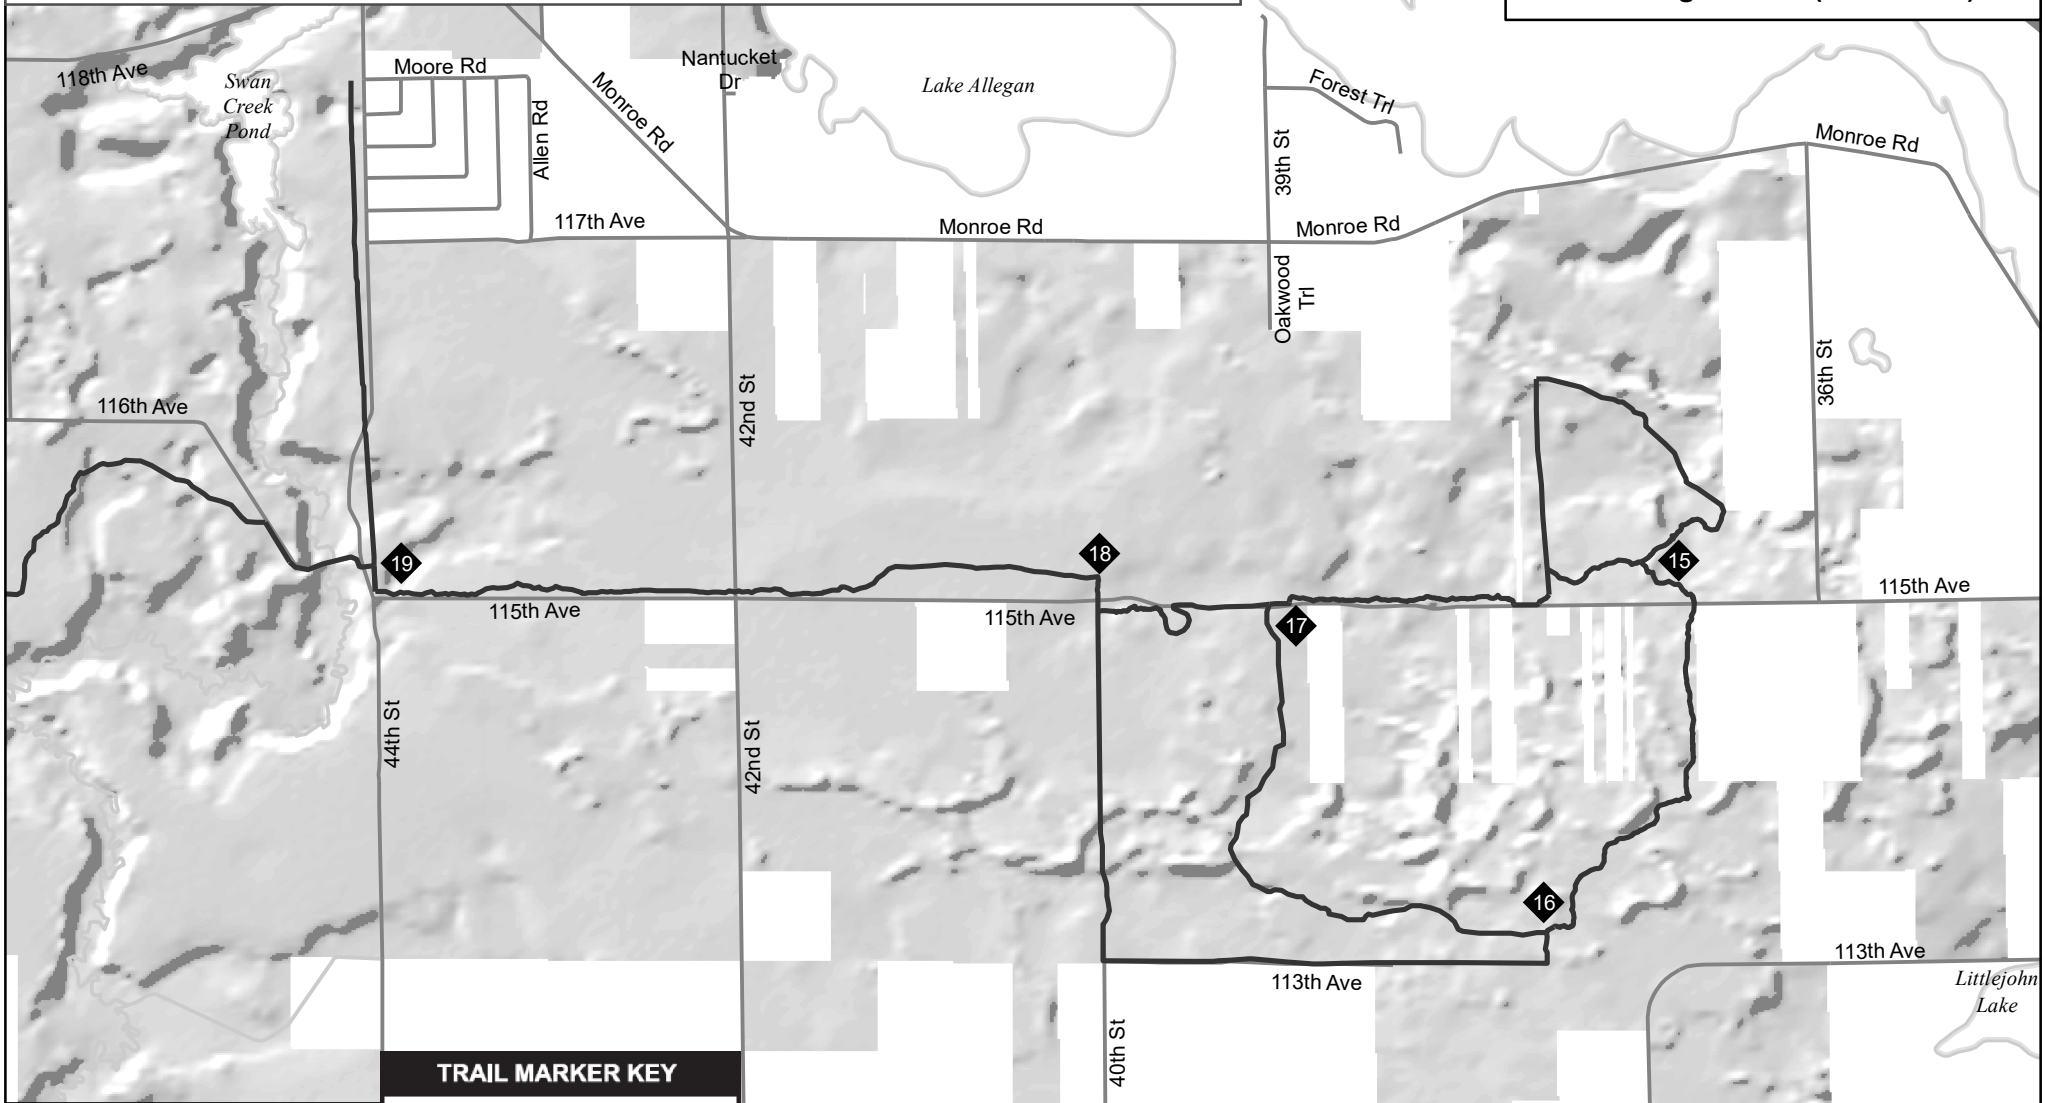 118th Ave
Swan
Creek
Pond
Moore Rd
Allen Rd
Monroe Rd
Nantucket
Dr
Lake Allegan
39th St
Forest Trl
Monroe Rd
117th Ave
Monroe Rd
Monroe Rd
Oakwood
Trl
36th St
116th Ave
42nd St
19
18
15
115th Ave
115th Ave
115th Ave
17
44th St
42nd St
16
113th Ave
113th Ave
Littlejohn
Lake
40th St
TRAIL MARKER KEY